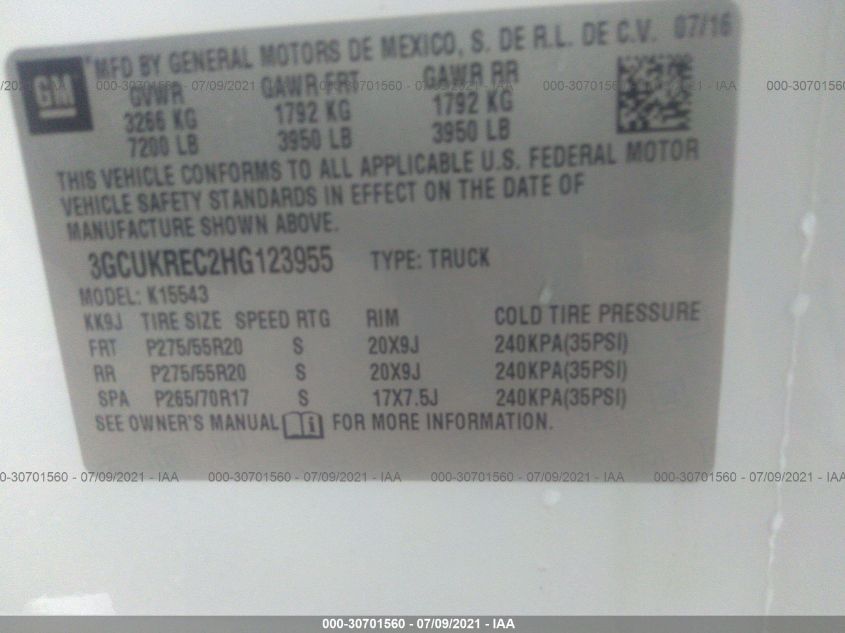 MFD BY GENERAL MOTORS DE MEXICO, S. DE R.L. DE C.V. 07/16
GM
GVWR GAWR FRT GAWR RR
3266 KG 1792 KG 1792 KG
7200 LB 3950 LB 3950 LB
THIS VEHICLE CONFORMS TO ALL APPLICABLE U.S. FEDERAL MOTOR
VEHICLE SAFETY STANDARDS IN EFFECT ON THE DATE OF
MANUFACTURE SHOWN ABOVE.
3GCUKREC2HG123955 TYPE: TRUCK
MODEL: K15543
KK9J TIRE SIZE SPEED RTG RIM COLD TIRE PRESSURE
FRT P275/55R20 S 20X9J 240KPA(35PSI)
RR P275/55R20 S 20X9J 240KPA(35PSI)
SPA P265/70R17 S 17X7.5J 240KPA(35PSI)
SEE OWNER'S MANUAL FOR MORE INFORMATION.
000-30701560 - 07/09/2021 - IAA